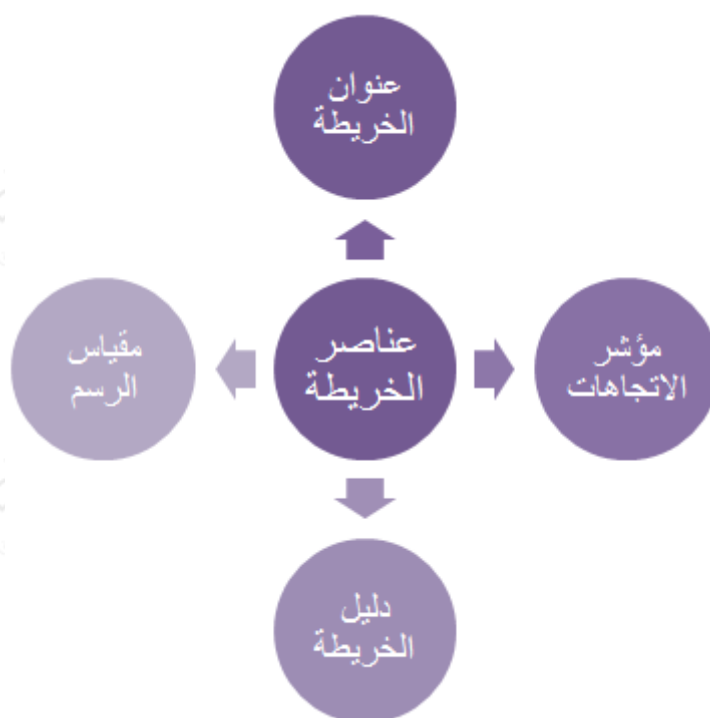 عنوان
الخريطة
مقياس
الرسم
عناصر
الخريطة
مؤشر
الاتجاهات
دليل
الخريطة